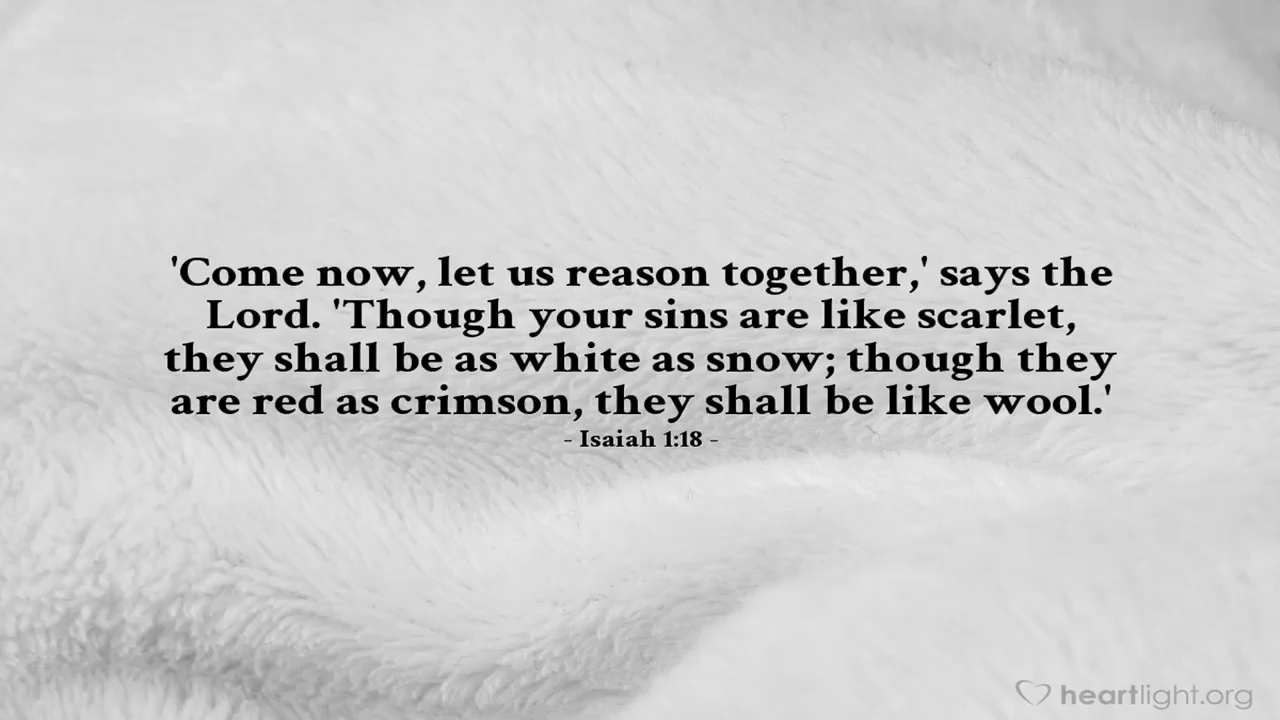 'Come now, let us reason together,' says the
Lord. 'Though your sins are like scarlet,
they shall be as white as snow; though they
are red as crimson, they shall be like wool.'
- Isaiah 1:18 -
heartlight.org